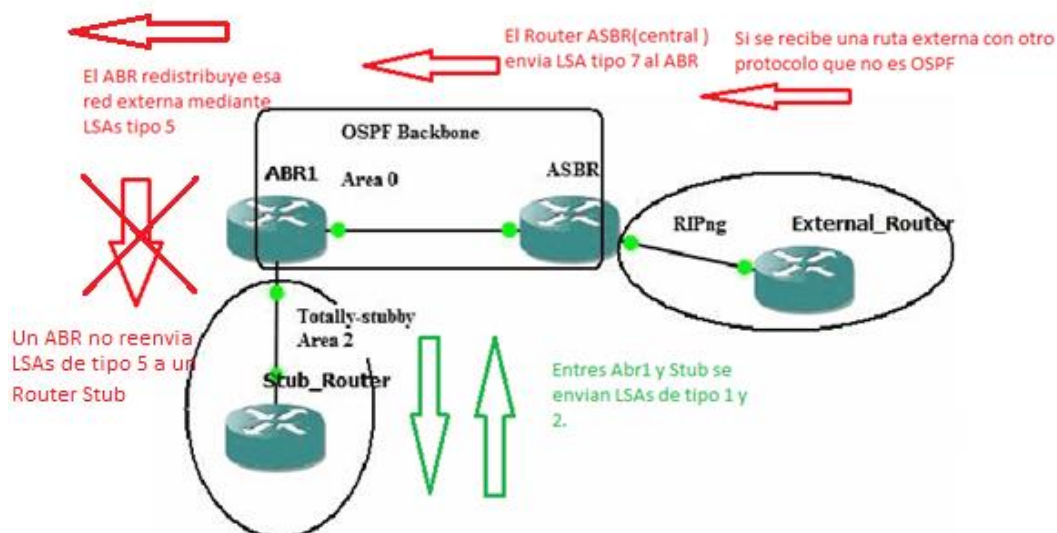 El Router ASBR(central )
envia LSA tipo 7 al ABR
Si se recibe una ruta externa con otro
protocolo que no es OSPF
El ABR redistribuye esa
red externa mediante
LSAs tipo 5
OSPF Backbone
ABR1
Area 0
ASBR
RIPng
External_Router
Totally-stubby
Area 2
Stub_Router
Un ABR no reenvia
LSAs de tipo 5 a un
Router Stub
Entres Abr1 y Stub se
envian LSAs de tipo 1 y
2.